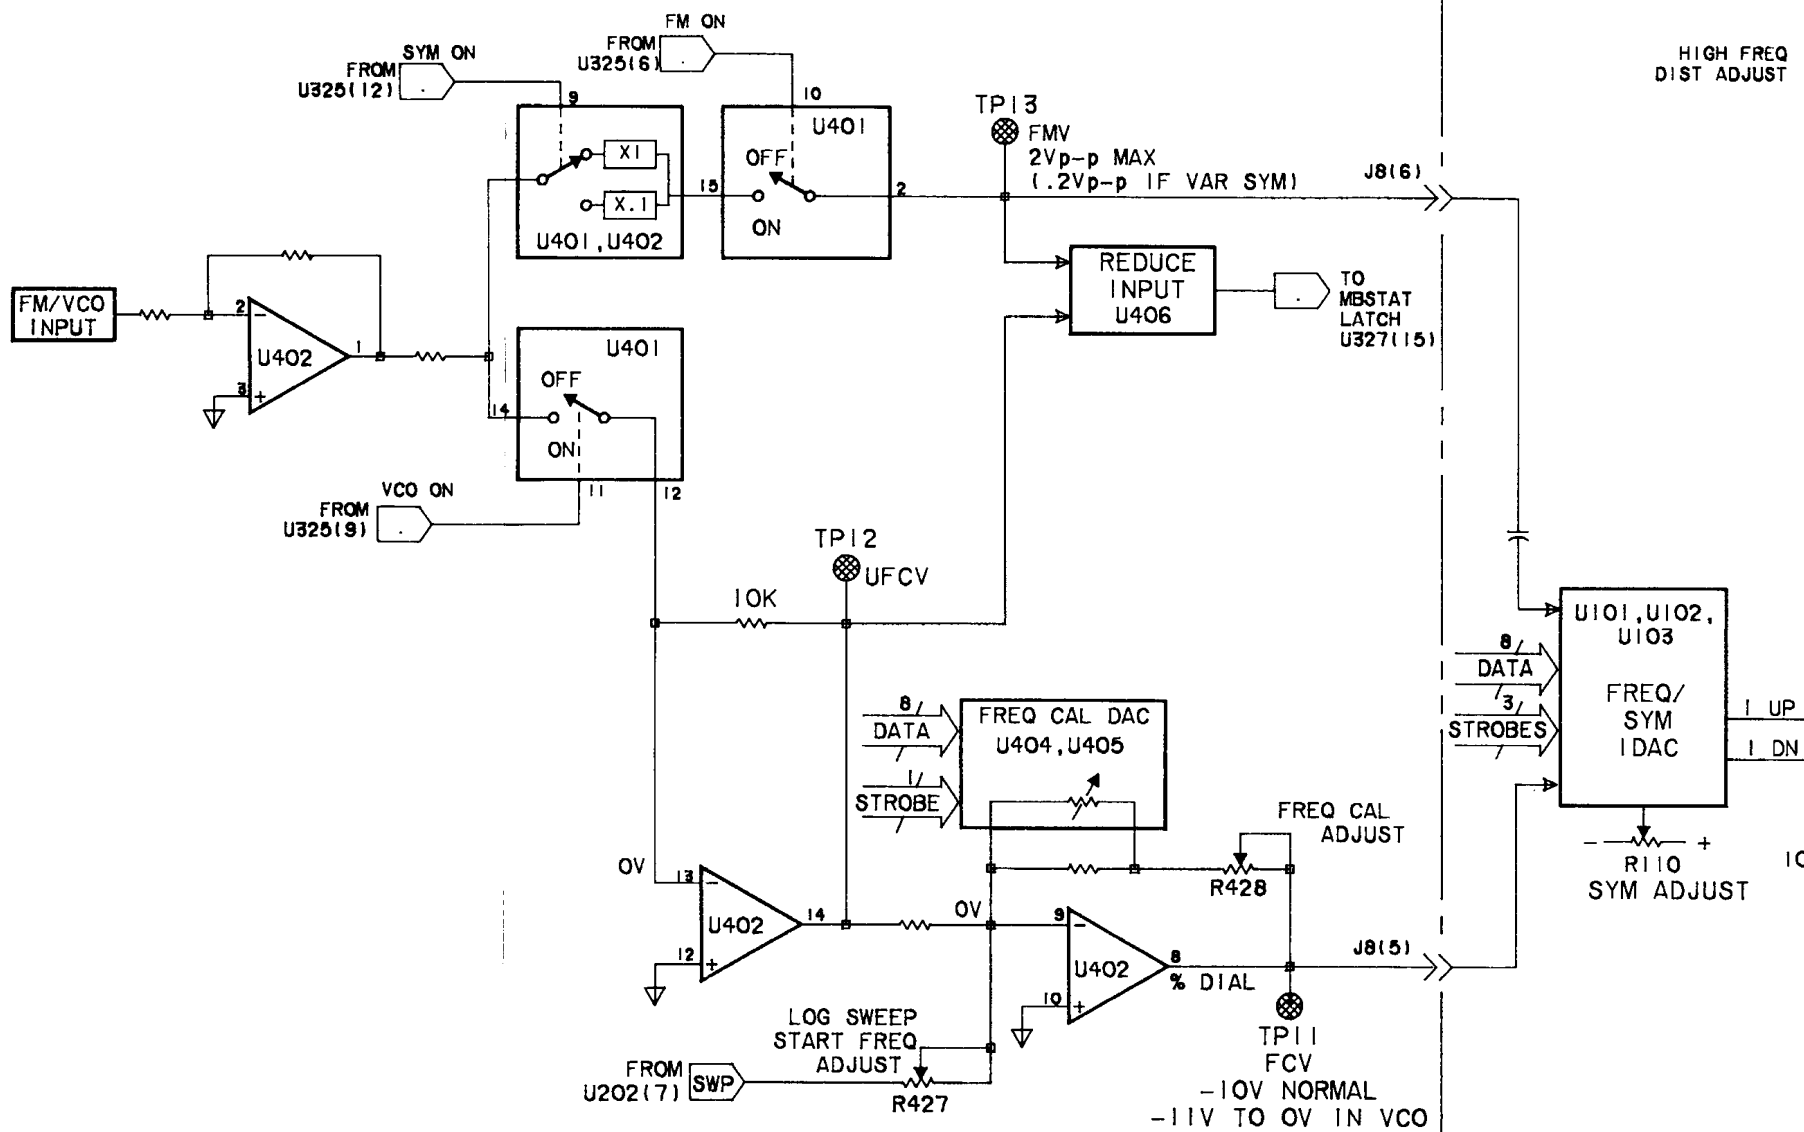 FM ON
FROM
U325(6)
SYM ON
FROM
U325(12)
9
10
U401
OFF
ON
15
2
X1
X.1
U401,U402
TP13
FMV
2Vp-p MAX
(.2Vp-p IF VAR SYM)
J8(6)
HIGH FREQ
DIST ADJUST
FM/VCO
INPUT
2
-
U402
1
3
+
U401
OFF
ON
14
11
12
VCO ON
FROM
U325(9)
REDUCE
INPUT
U406
TO
MBSTAT
LATCH
U327(15)
TP12
UFCV
10K
8
DATA
1
STROBE
FREQ CAL DAC
U404,U405
FREQ CAL
ADJUST
R428
8
DATA
3
STROBES
U101,U102,
U103
FREQ/
SYM
IDAC
I UP
I DN
- +
R110
SYM ADJUST
10
0V
13
-
U402
14
12
+
0V
9
-
U402
8
% DIAL
10
+
J8(5)
TP11
FCV
-10V NORMAL
-11V TO 0V IN VCO
LOG SWEEP
START FREQ
ADJUST
FROM
U202(7)
SWP
R427